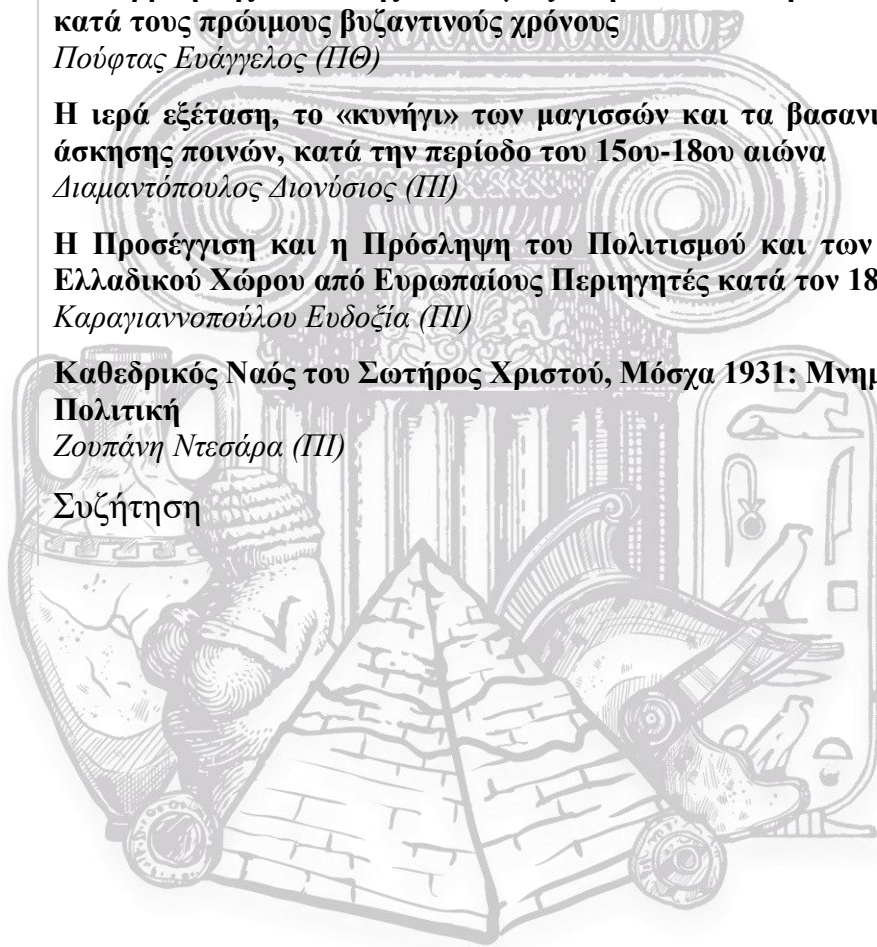 κατά τους πρώιμους βυζαντινούς χρόνους
Πούφτας Ευάγγελος (ΠΘ)
Η ιερά εξέταση, το «κυνήγι» των μαγισσών και τα
άσκησης ποινών, κατά την περίοδο του 15ου-18ου αιώνα
Διαμαντόπουλος Διονύσιος (ΠΙ)
Η Προσέγγιση και η Πρόσληψη του Πολιτισμού και των
Ελλαδικού Χώρου από Ευρωπαίους Περιηγητές κατά τον 18
Καραγιαννοπούλου Ευδοξία (ΠΙ)
Καθεδρικός Ναός του Σωτήρος Χριστού, Μόσχα 1931:
Πολιτική
Ζουπάνη Ντεσάρα (ΠΙ)
Συζήτηση